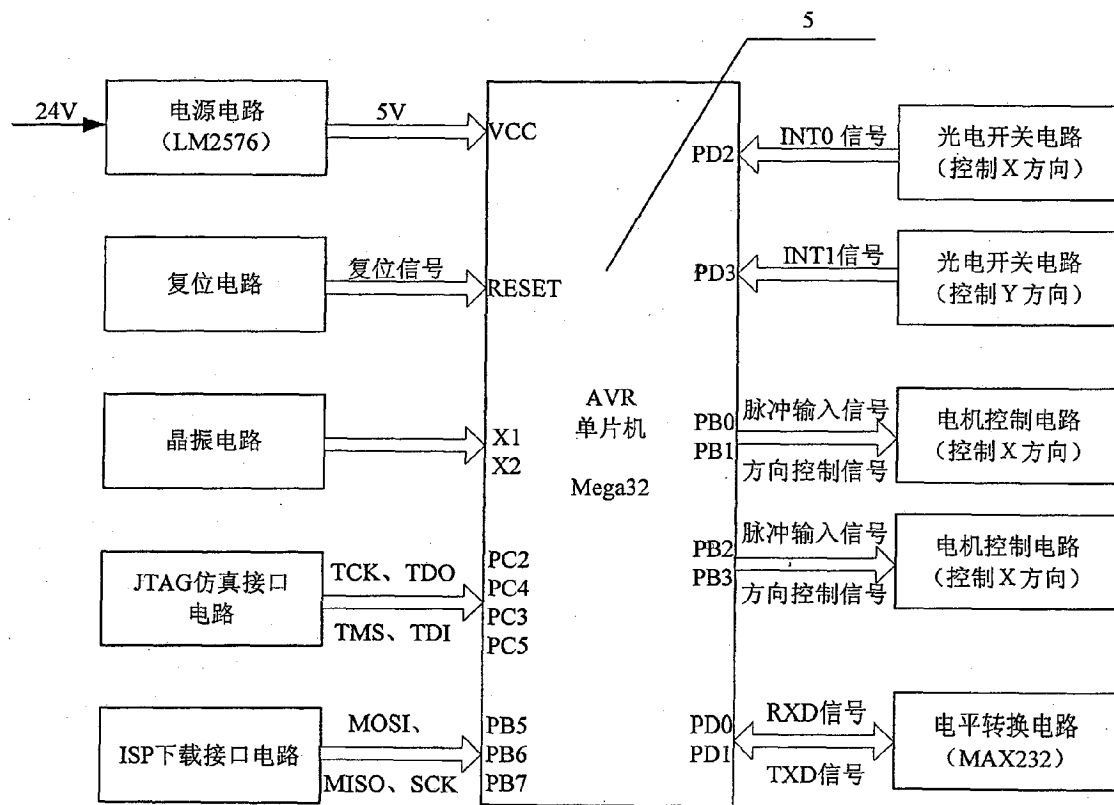 5
24V
电源电路
（LM2576）
5V
VCC
复位电路
复位信号
RESET
晶振电路
X1
X2
JTAG仿真接口
电路
TCK、TDO
TMS、TDI
PC2
PC4
PC3
PC5
ISP下载接口电路
MOSI、
MISO、SCK
PB5
PB6
PB7
AVR
单片机
Mega32
PD2
INT0 信号
光电开关电路
（控制X方向）
PD3
INT1信号
光电开关电路
（控制Y方向）
PB0
PB1
脉冲输入信号
方向控制信号
电机控制电路
（控制X方向）
PB2
PB3
脉冲输入信号
方向控制信号
电机控制电路
（控制X方向）
PD0
PD1
RXD信号
TXD信号
电平转换电路
（MAX232）